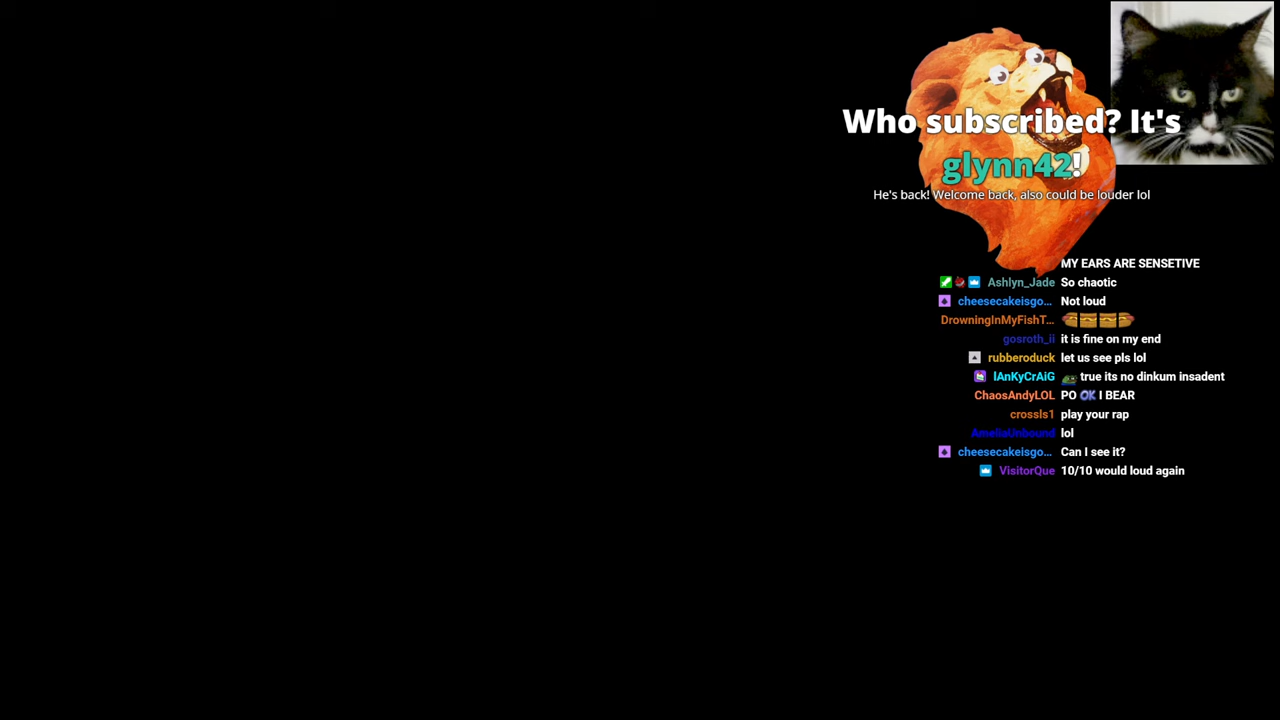 Who subscribed? It's
glynn42!
He's back! Welcome back, also could be louder lol
MY EARS ARE SENSETIVE
Ashlyn_Jade So chaotic
cheesecakeisgo... Not loud
DrowningInMyFishT...
gosroth_ii it is fine on my end
rubberoduck let us see pls lol
lAnKyCrAiG true its no dinkum insadent
ChaosAndyLOL PO OK I BEAR
crossls1 play your rap
AmeliaUnbound lol
cheesecakeisgo... Can I see it?
VisitorQue 10/10 would loud again